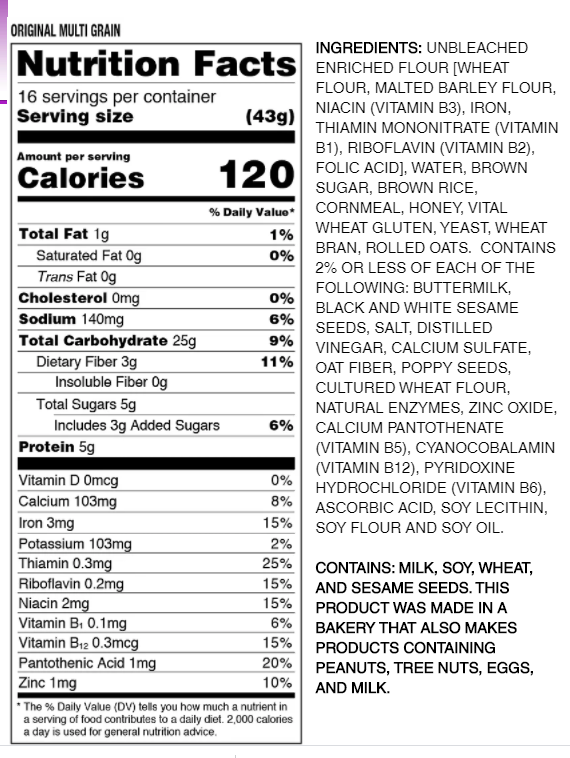 ORIGINAL MULTI GRAIN
Nutrition Facts
16 servings per container
Serving size (43g)
Amount per serving
Calories 120
% Daily Value*
Total Fat 1g 1%
Saturated Fat 0g 0%
Trans Fat 0g
Cholesterol 0mg 0%
Sodium 140mg 6%
Total Carbohydrate 25g 9%
Dietary Fiber 3g 11%
Insoluble Fiber 0g
Total Sugars 5g
Includes 3g Added Sugars 6%
Protein 5g
Vitamin D 0mcg 0%
Calcium 103mg 8%
Iron 3mg 15%
Potassium 103mg 2%
Thiamin 0.3mg 25%
Riboflavin 0.2mg 15%
Niacin 2mg 15%
Vitamin B₁ 0.1mg 6%
Vitamin B₁₂ 0.3mcg 15%
Pantothenic Acid 1mg 20%
Zinc 1mg 10%
* The % Daily Value (DV) tells you how much a nutrient in
a serving of food contributes to a daily diet. 2,000 calories
a day is used for general nutrition advice.
INGREDIENTS: UNBLEACHED
ENRICHED FLOUR [WHEAT
FLOUR, MALTED BARLEY FLOUR,
NIACIN (VITAMIN B3), IRON,
THIAMIN MONONITRATE (VITAMIN
B1), RIBOFLAVIN (VITAMIN B2),
FOLIC ACID], WATER, BROWN
SUGAR, BROWN RICE,
CORNMEAL, HONEY, VITAL
WHEAT GLUTEN, YEAST, WHEAT
BRAN, ROLLED OATS. CONTAINS
2% OR LESS OF EACH OF THE
FOLLOWING: BUTTERMILK,
BLACK AND WHITE SESAME
SEEDS, SALT, DISTILLED
VINEGAR, CALCIUM SULFATE,
OAT FIBER, POPPY SEEDS,
CULTURED WHEAT FLOUR,
NATURAL ENZYMES, ZINC OXIDE,
CALCIUM PANTOTHENATE
(VITAMIN B5), CYANOCOBALAMIN
(VITAMIN B12), PYRIDOXINE
HYDROCHLORIDE (VITAMIN B6),
ASCORBIC ACID, SOY LECITHIN,
SOY FLOUR AND SOY OIL.
CONTAINS: MILK, SOY, WHEAT,
AND SESAME SEEDS. THIS
PRODUCT WAS MADE IN A
BAKERY THAT ALSO MAKES
PRODUCTS CONTAINING
PEANUTS, TREE NUTS, EGGS,
AND MILK.